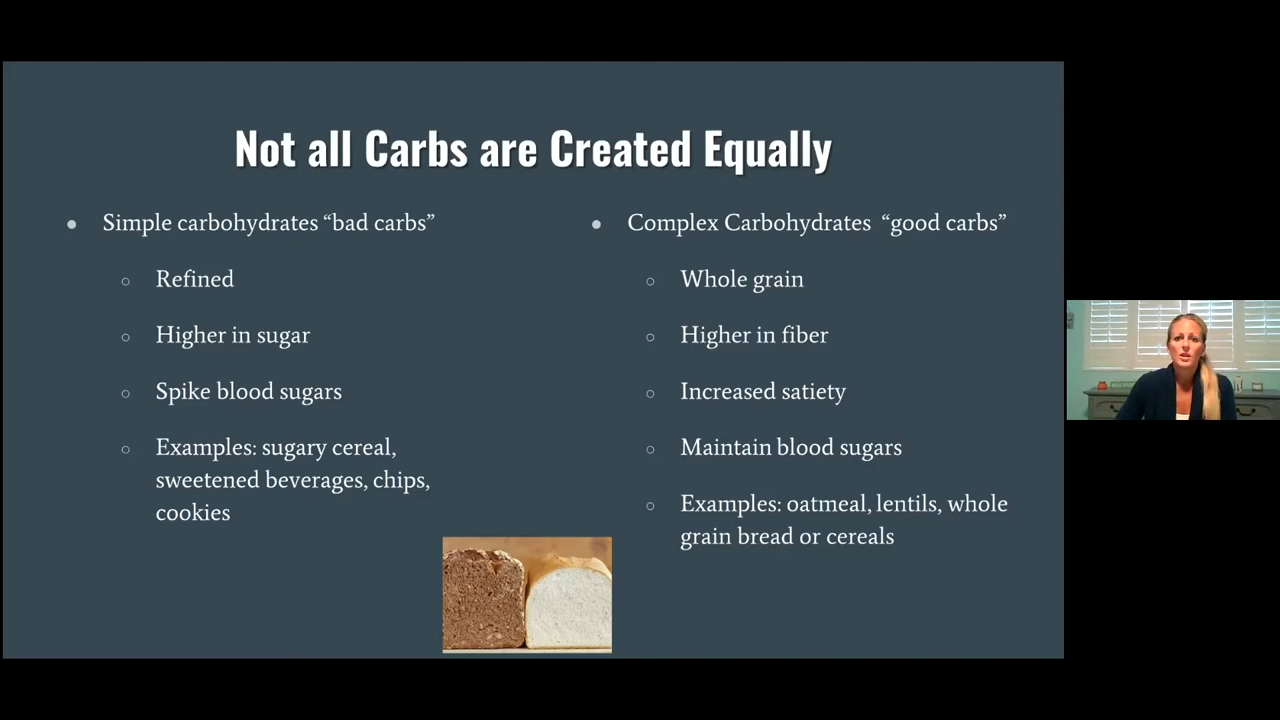 Not all Carbs are Created Equally
Simple carbohydrates “bad carbs”
Refined
Higher in sugar
Spike blood sugars
Examples: sugary cereal,
sweetened beverages, chips,
cookies
Complex Carbohydrates “good carbs”
Whole grain
Higher in fiber
Increased satiety
Maintain blood sugars
Examples: oatmeal, lentils, whole
grain bread or cereals